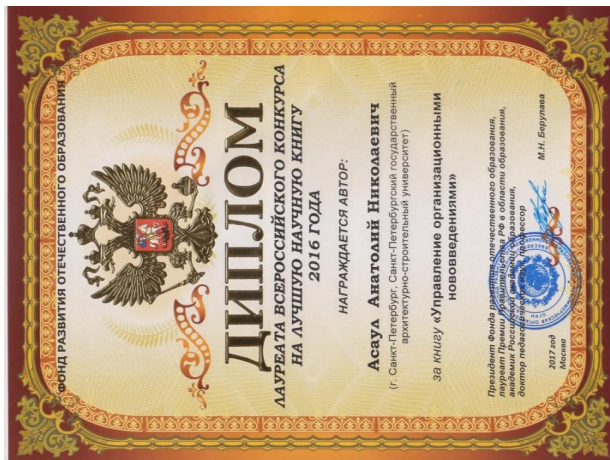 ФОНД РАЗВИТИЯ ОТЕЧЕСТВЕННОГО ОБРАЗОВАНИЯ
ДИПЛОМ
ЛАУРЕАТА ВСЕРОССИЙСКОГО КОНКУРСА
НА ЛУЧШУЮ НАУЧНУЮ КНИГУ
2016 ГОДА
НАГРАЖДАЕТСЯ АВТОР:
Асаул Анатолий Николаевич
(г. Санкт-Петербург, Санкт-Петербургский государственный
архитектурно-строительный университет)
за книгу «Управление организационными
нововведениями»
Президент Фонда развития отечественного образования,
лауреат Премии Правительства РФ в области образования,
академик Российской академии образования,
доктор педагогических наук, профессор
М.Н. Берулава
2017 год
Москва